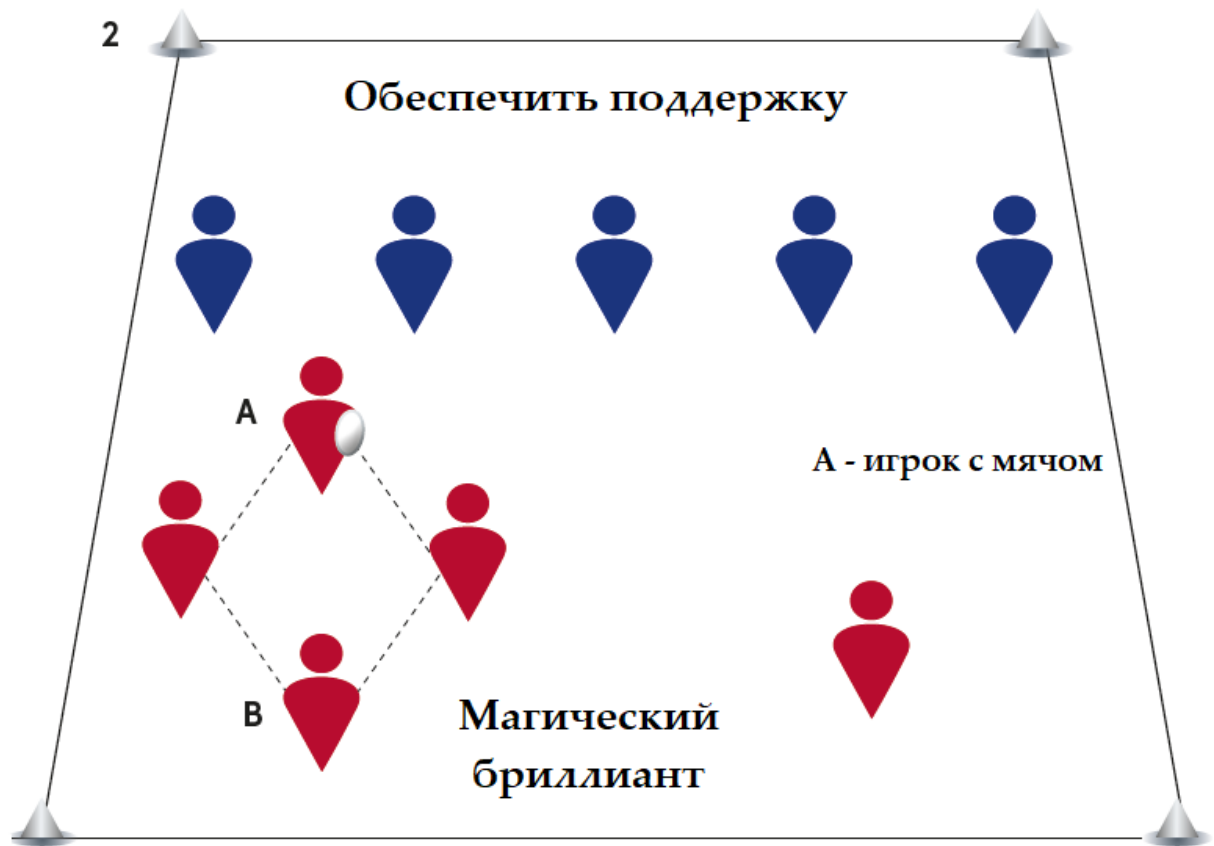 2
Обеспечить поддержку
A
А - игрок с мячом
B
Магический
бриллиант